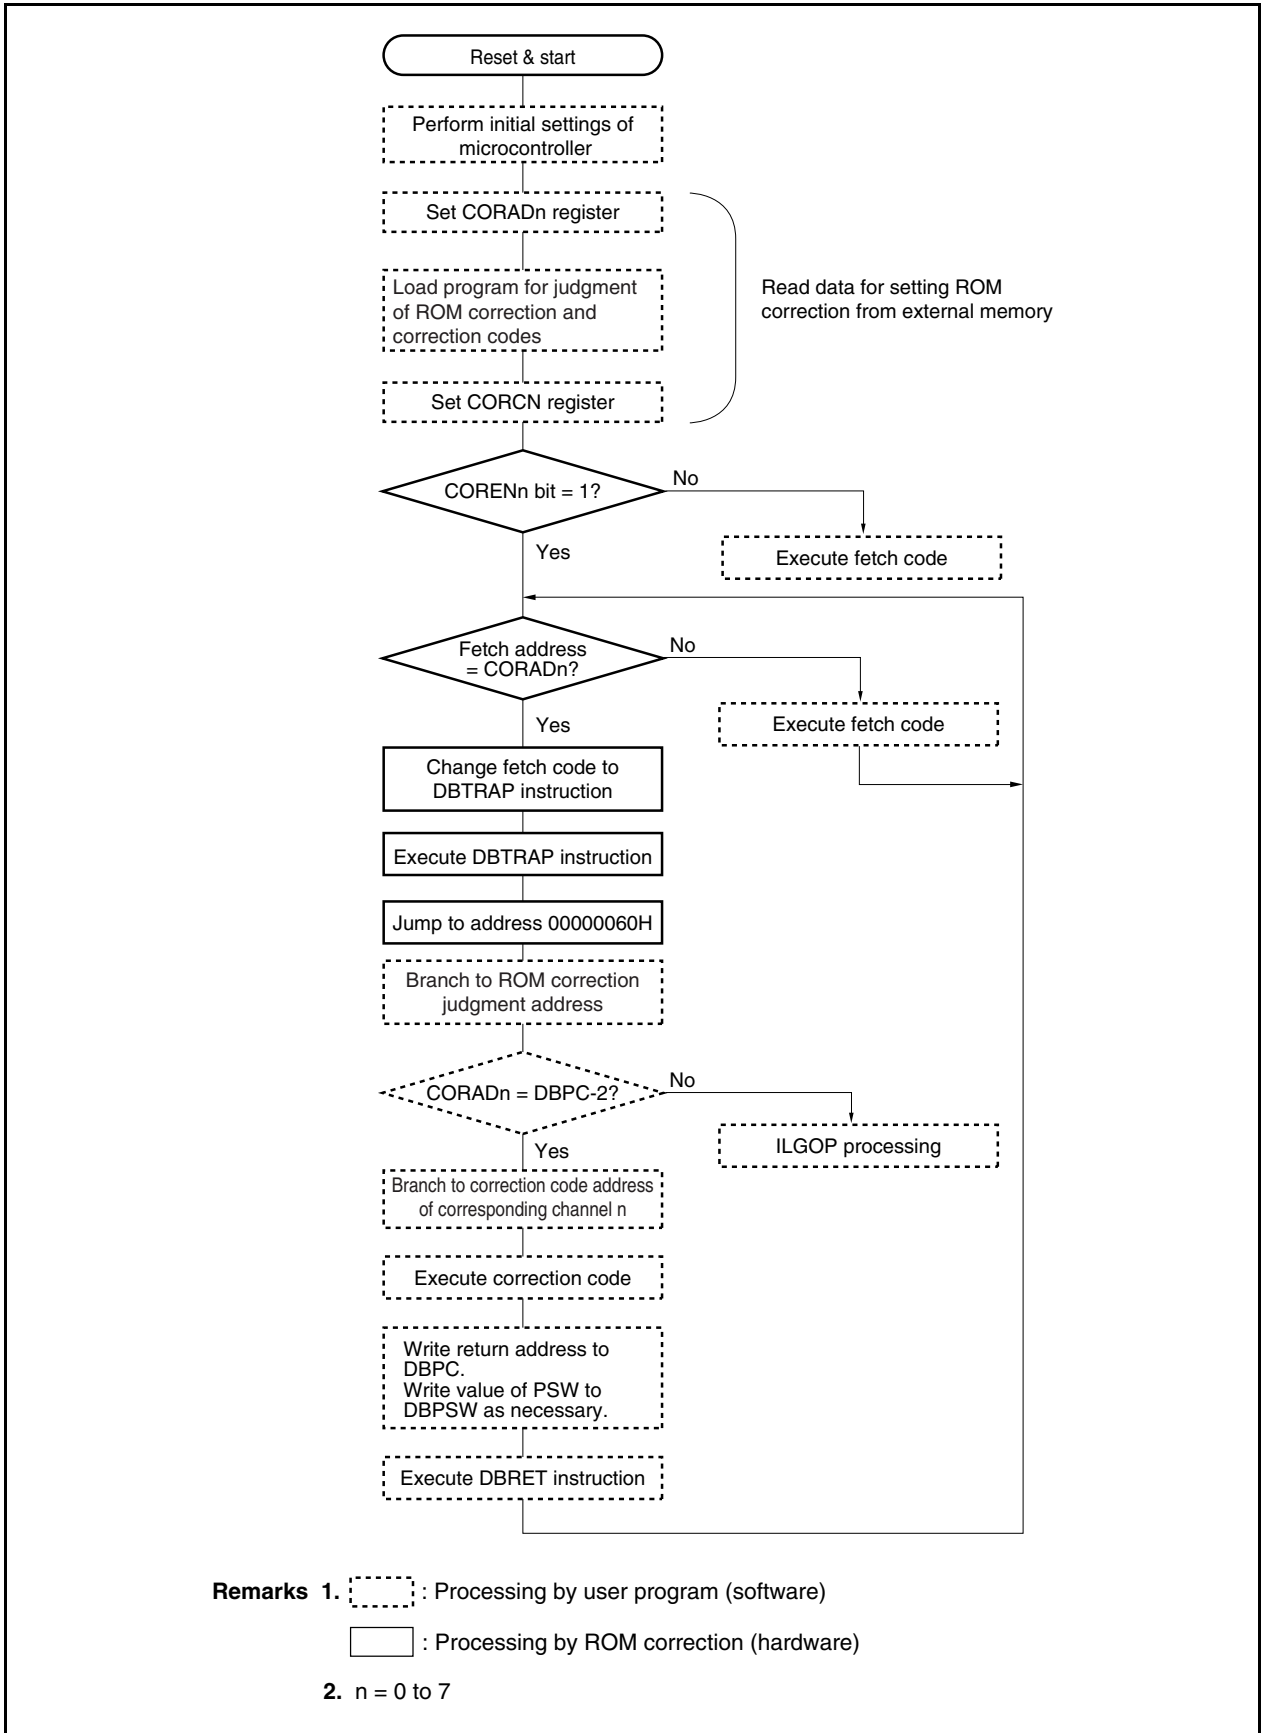 Reset & start
Perform initial settings of
microcontroller
Set CORADn register
Load program for judgment
of ROM correction and
correction codes
Read data for setting ROM
correction from external memory
Set CORCN register
CORENn bit = 1?
No
Yes
Execute fetch code
Fetch address
= CORADn?
No
Yes
Execute fetch code
Change fetch code to
DBTRAP instruction
Execute DBTRAP instruction
Jump to address 00000060H
Branch to ROM correction
judgment address
CORADn = DBPC-2?
No
Yes
ILGOP processing
Branch to correction code address
of corresponding channel n
Execute correction code
Write return address to
DBPC.
Write value of PSW to
DBPSW as necessary.
Execute DBRET instruction
Remarks 1. : Processing by user program (software)
: Processing by ROM correction (hardware)
2. n = 0 to 7